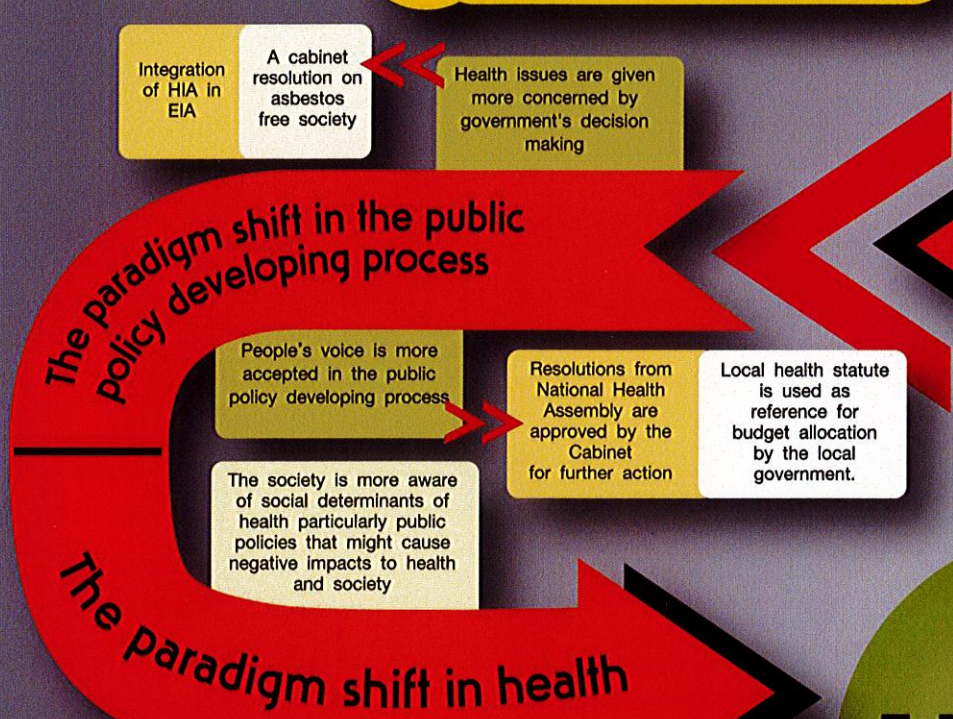 Integration
of HIA in
EIA
A cabinet
resolution on
asbestos
free society
Health issues are given
more concerned by
government's decision
making
The paradigm shift in the public
policy developing process
People's voice is more
accepted in the public
policy developing process
Resolutions from
National Health
Assembly are
approved by the
Cabinet
for further action
Local health statute
is used as
reference for
budget allocation
by the local
government.
The society is more aware
of social determinants of
health particularly public
policies that might cause
negative impacts to health
and society
The paradigm shift in health